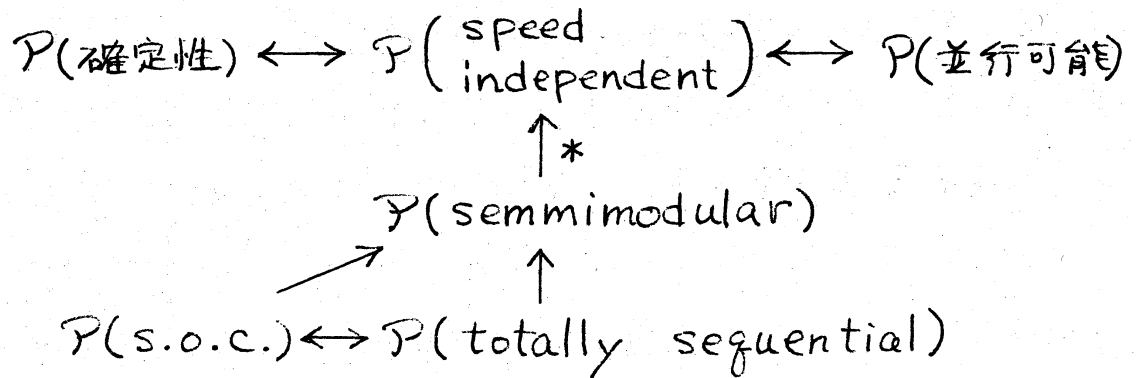 𝒫(確定性) ↔ 𝒫( speed independent ) ↔ 𝒫(並行可能)
↑ *
𝒫(semmimodular)
↗ ↑
𝒫(s.o.c.) ↔ 𝒫(totally sequential)